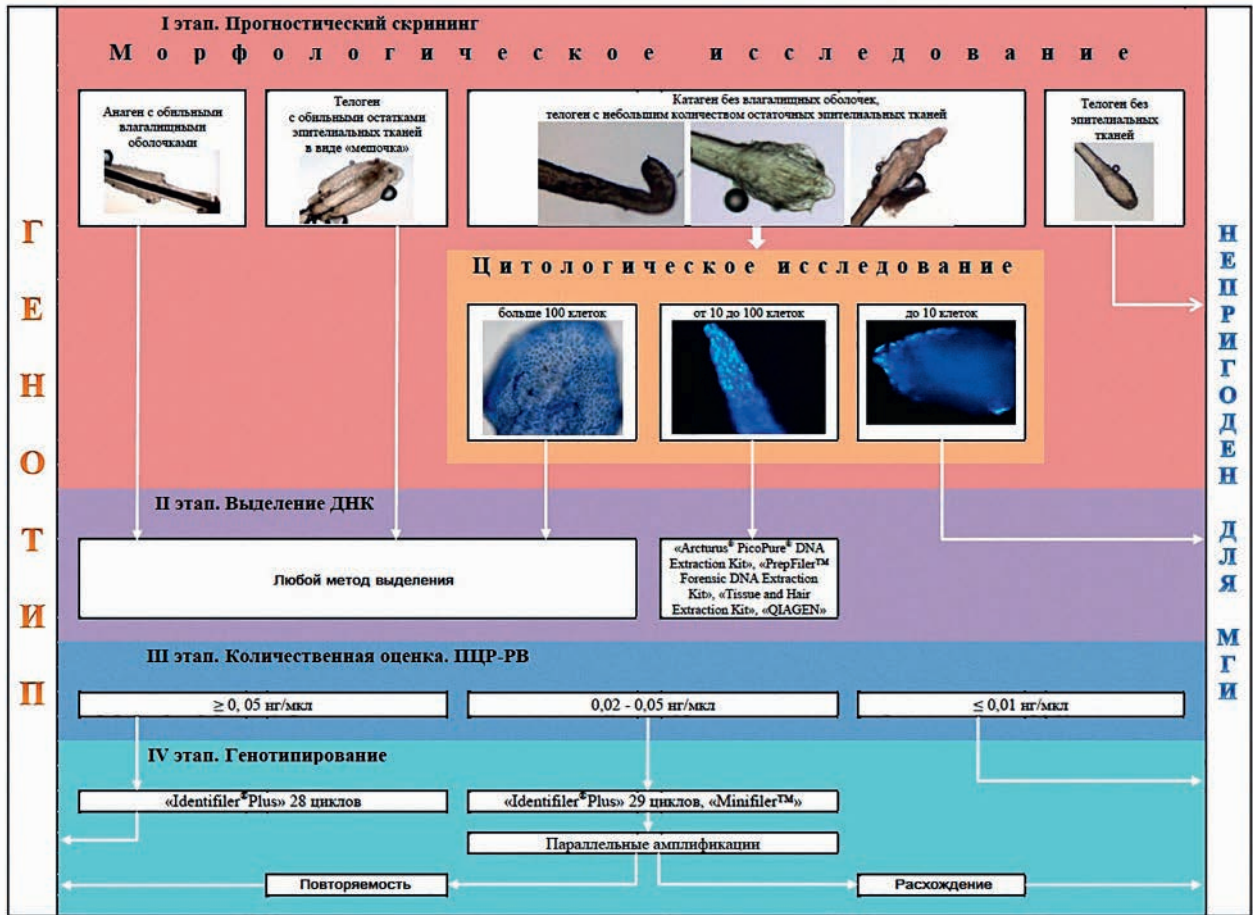 I этап. Прогностический скрининг
Морфологическое исследование
Анаген с обильными
влагалищными
оболочками
Телоген
с обильными остатками
эпителиальных тканей
в виде «мешочка»
Катаген без влагалищных оболочек,
телоген с небольшим количеством остаточных эпителиальных тканей
Телоген без
эпителиальных
тканей
Цитологическое исследование
больше 100 клеток
от 10 до 100 клеток
до 10 клеток
II этап. Выделение ДНК
Любой метод выделения
«Arcturus® PicoPure® DNA
Extraction Kit», «PrepFiler™
Forensic DNA Extraction
Kit», «Tissue and Hair
Extraction Kit», «QIAGEN»
III этап. Количественная оценка. ПЦР-РВ
≥ 0, 05 нг/мкл
0,02 - 0,05 нг/мкл
≤ 0,01 нг/мкл
IV этап. Генотипирование
«Identifiler®Plus» 28 циклов
«Identifiler®Plus» 29 циклов, «Minifiler™»
Параллельные амплификации
Повторяемость
Расхождение
ГЕНОТИП
НЕПРИГОДЕН ДЛЯ МГИ